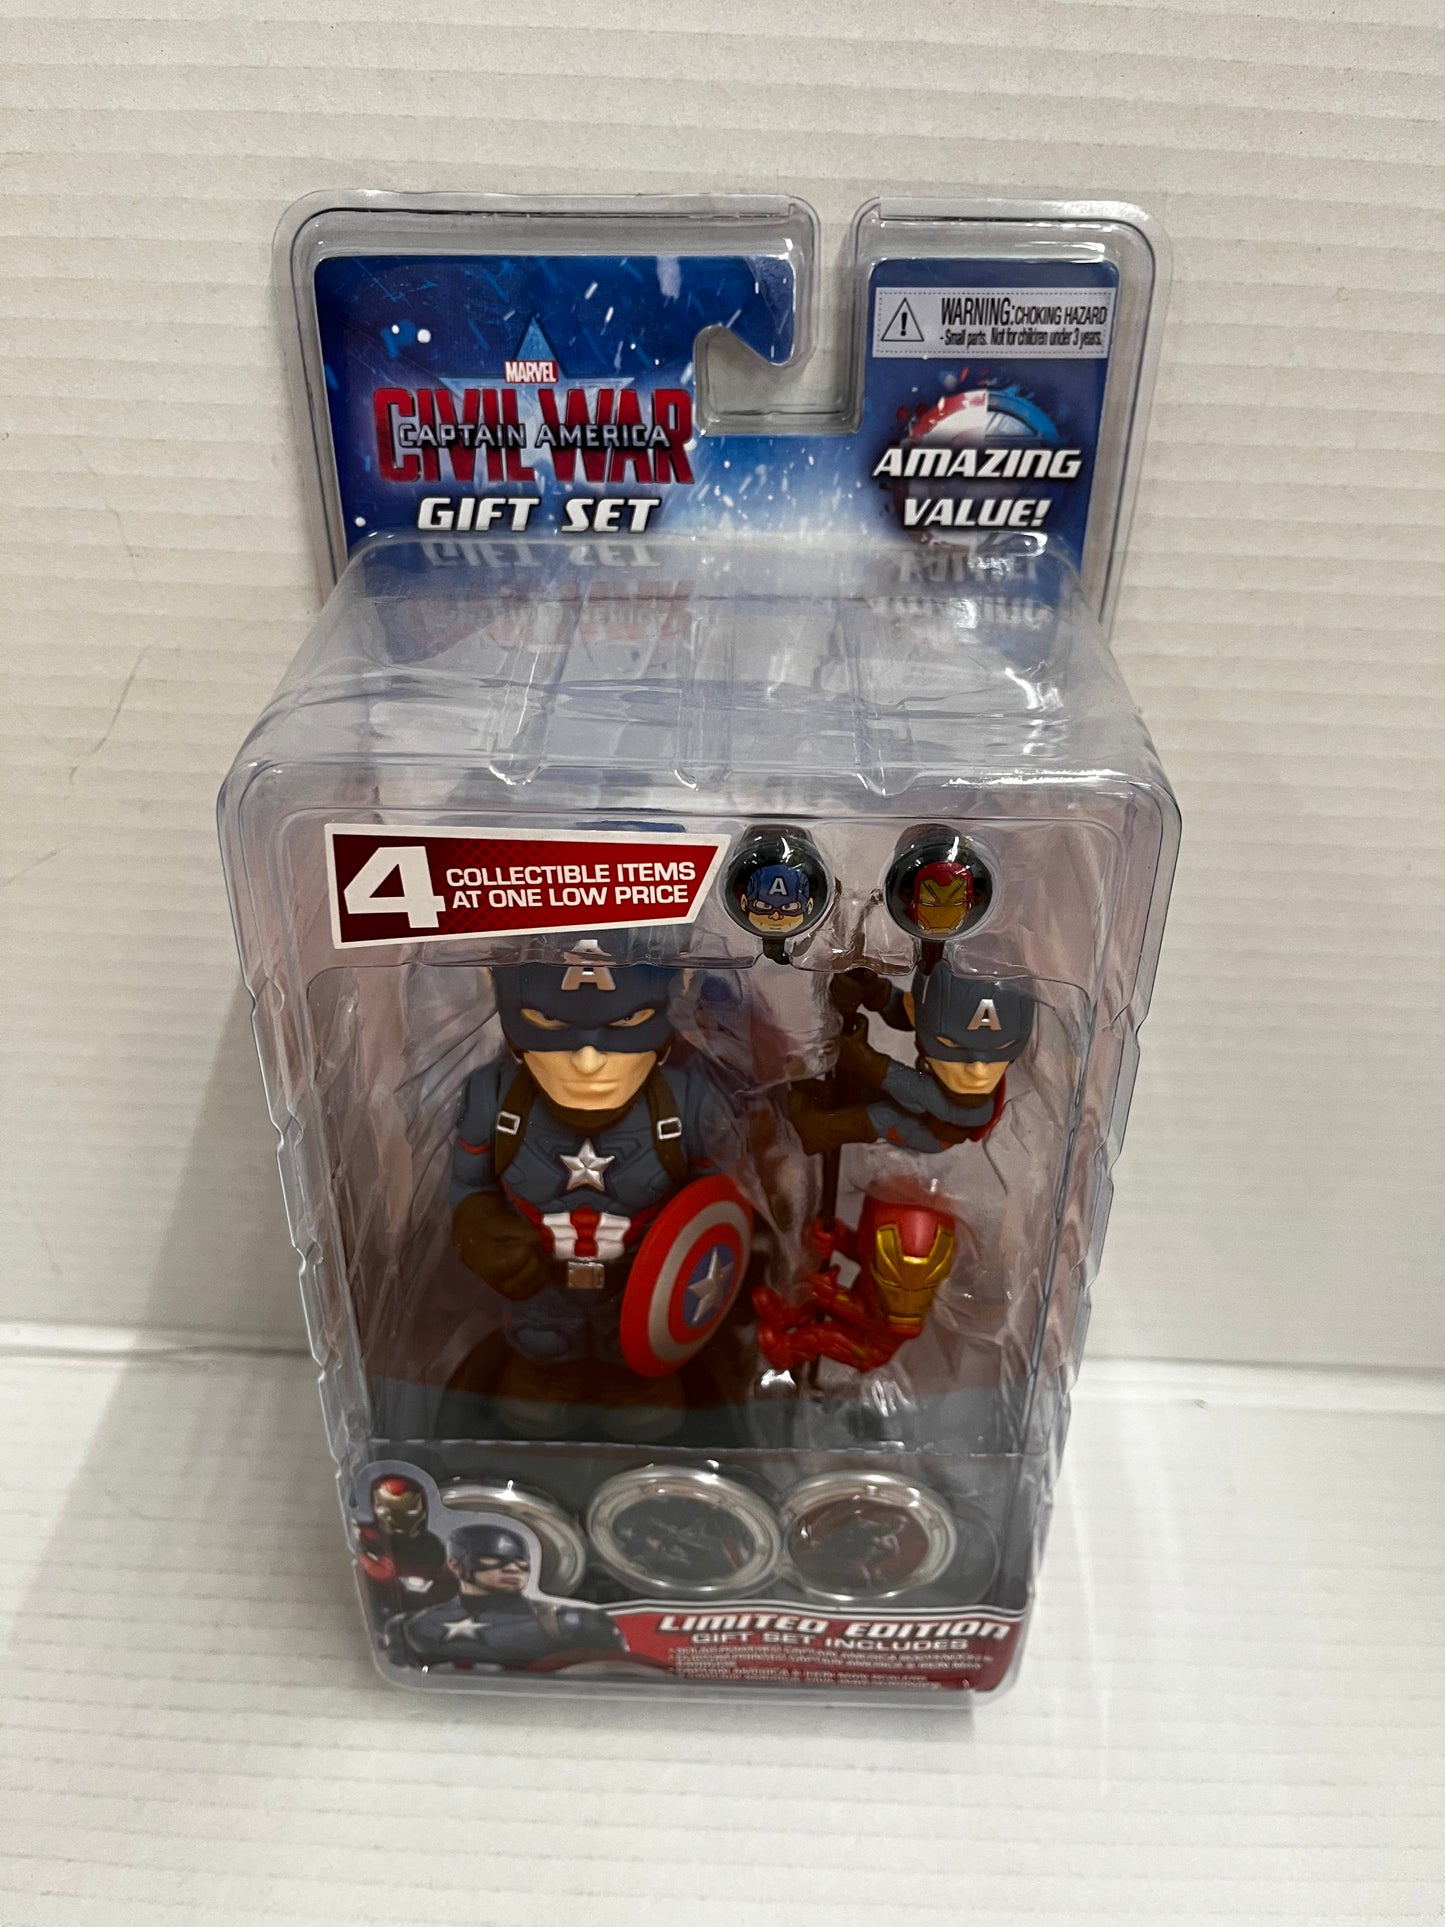 WARNING: CHOKING HAZARD
- Small parts. Not for children under 3 years.
MARVEL
CAPTAIN AMERICA
CIVIL WAR
GIFT SET
AMAZING
VALUE!
4 COLLECTIBLE ITEMS
AT ONE LOW PRICE
A
A
A
LIMITED EDITION
GIFT SET INCLUDES